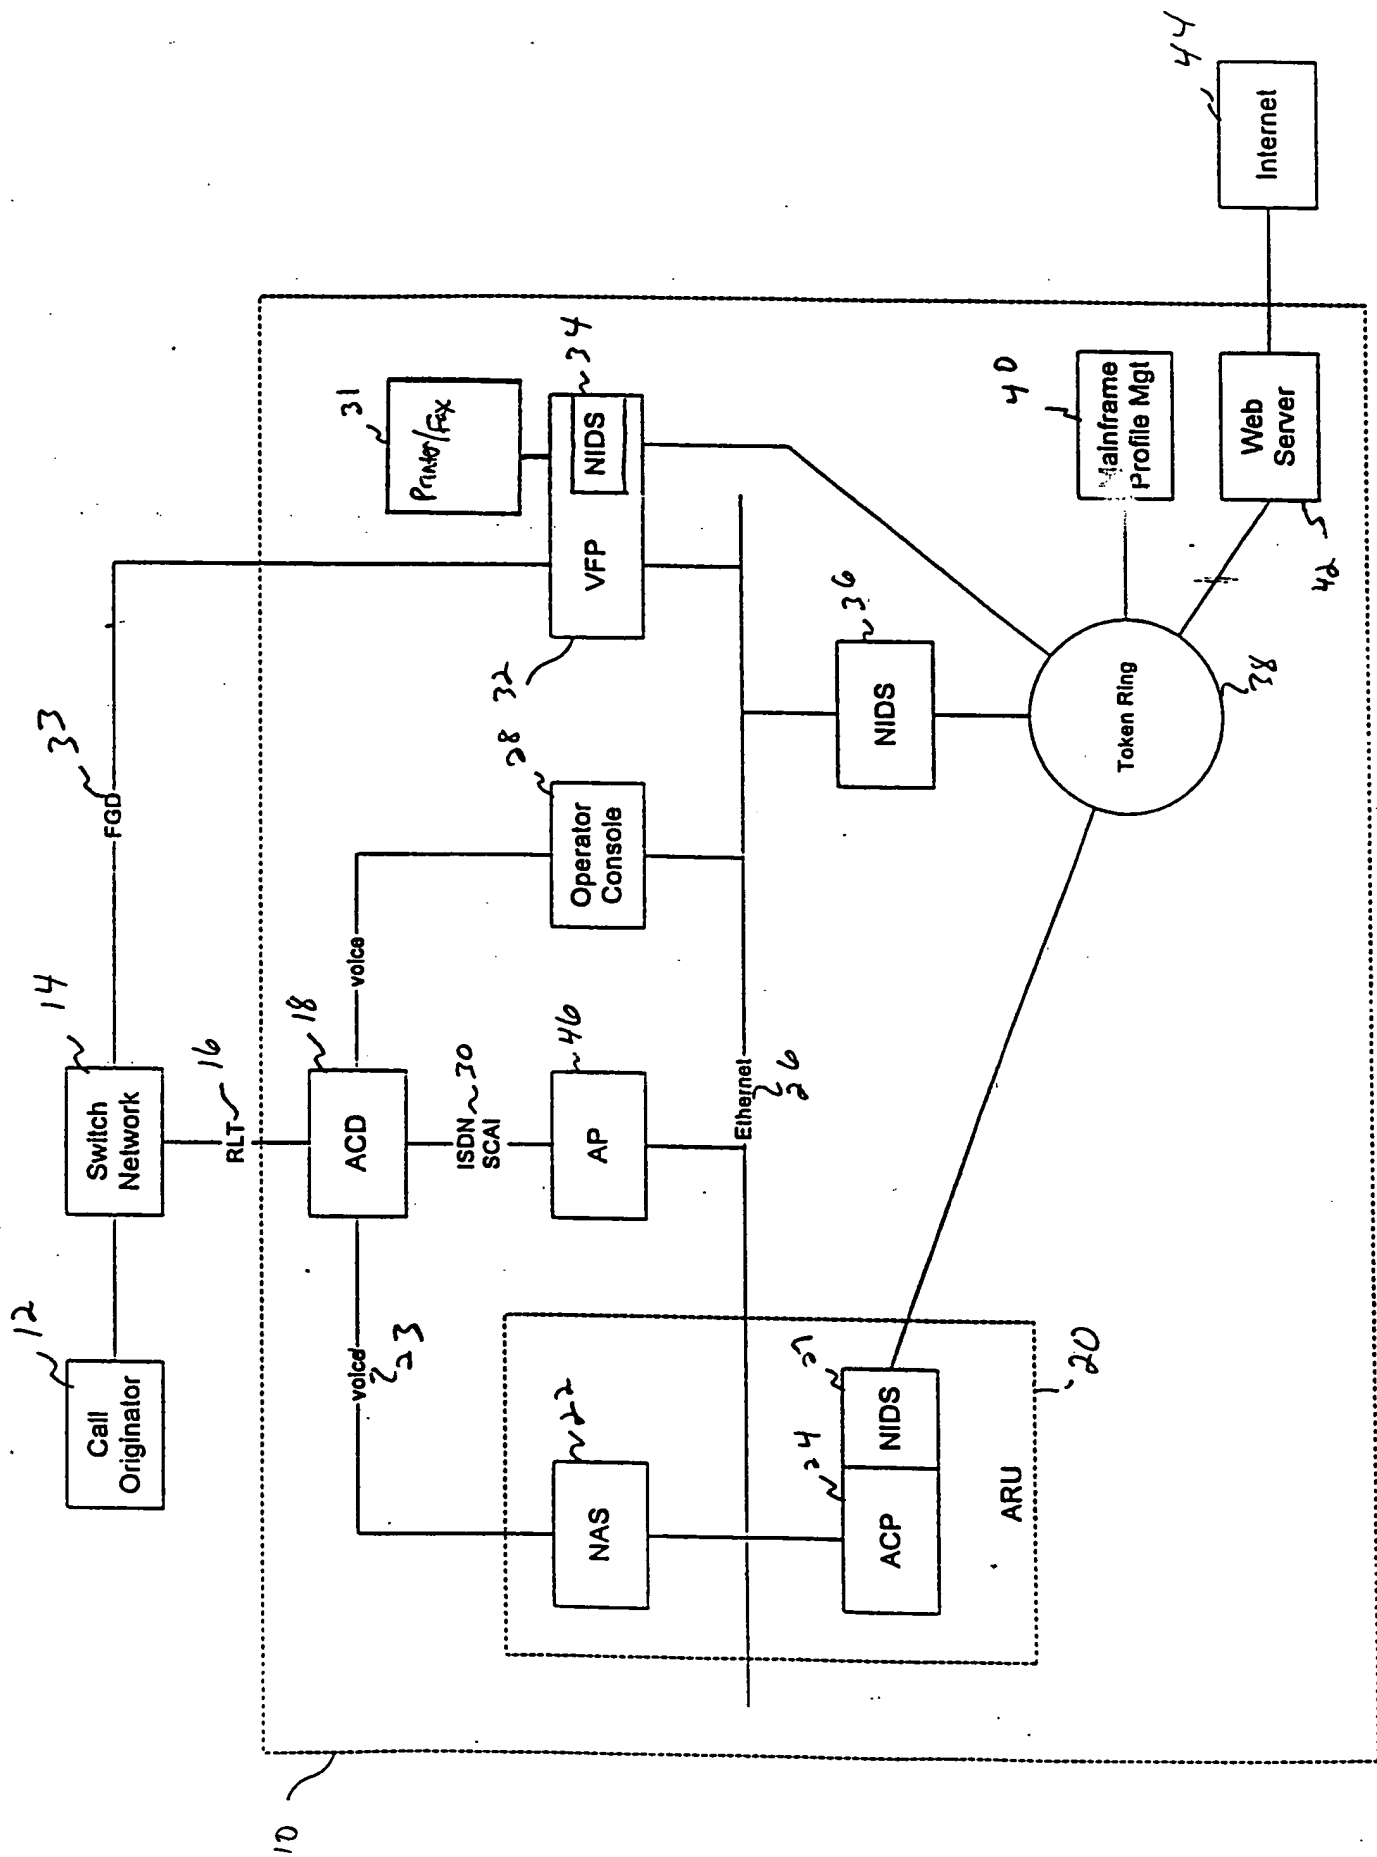 12
Call
Originator
14
Switch
Network
33
FGD
16
RLT
10
18
ACD
voice
23
voice
ISDN
SCAI
30
31
Printer/Fax
22
NAS
46
AP
28
Operator
Console
32
VFP
NIDS
34
Ethernet
26
24
ACP
NIDS
ARU
20
36
NIDS
Token Ring
38
40
Mainframe
Profile Mgt
Web
Server
42
44
Internet